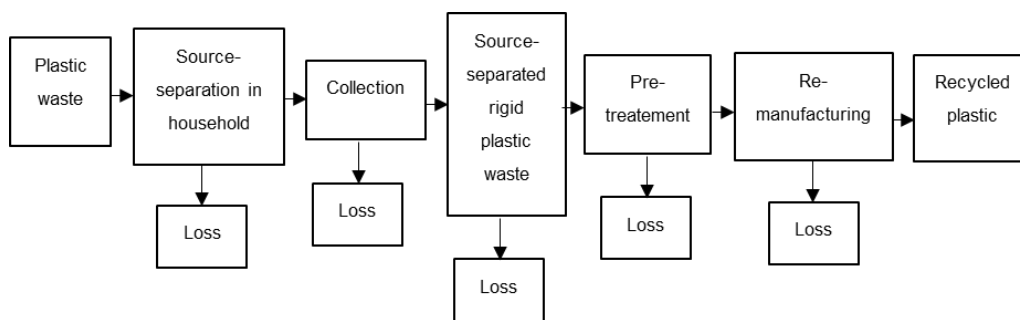 Plastic
waste
Source-
separation in
household
Collection
Source-
separated
rigid
plastic
waste
Pre-
treatement
Re-
manufacturing
Recycled
plastic
Loss
Loss
Loss
Loss
Loss